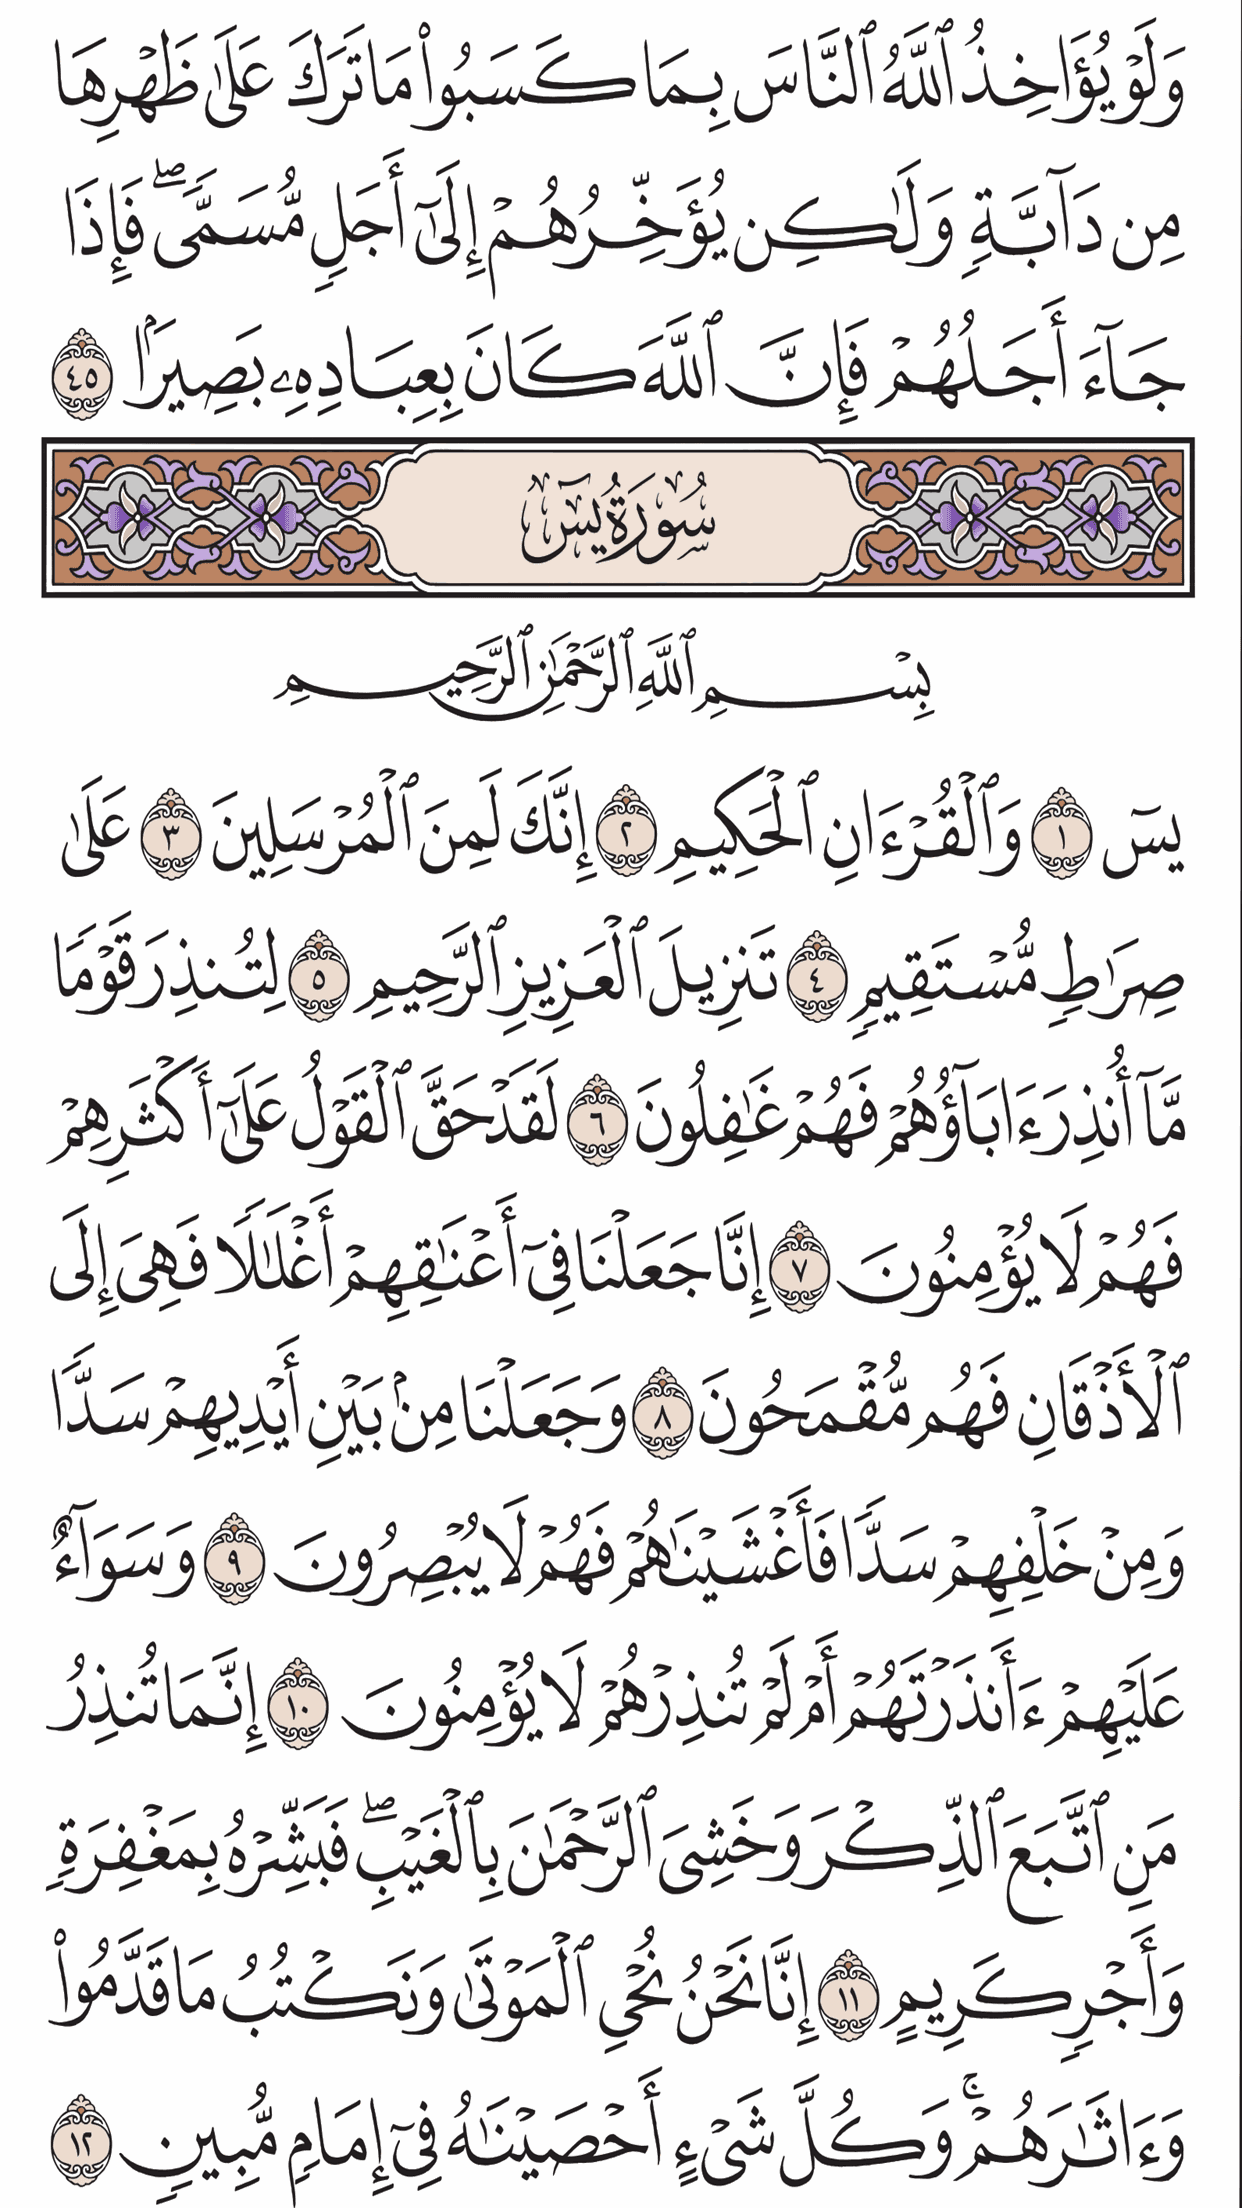 وَلَوْ يُؤَاخِذُ ٱللَّهُ ٱلنَّاسَ بِمَا كَسَبُوا۟ مَا تَرَكَ عَلَىٰ ظَهْرِهَا
مِن دَآبَّةٍ وَلَـٰكِن يُؤَخِّرُهُمْ إِلَىٰٓ أَجَلٍ مُّسَمًّى ۖ فَإِذَا
جَآءَ أَجَلُهُمْ فَإِنَّ ٱللَّهَ كَانَ بِعِبَادِهِۦ بَصِيرًۢا ٤٥
سُورَةُ يسٓ
بِسْمِ ٱللَّهِ ٱلرَّحْمَـٰنِ ٱلرَّحِيمِ
يسٓ ١ وَٱلْقُرْءَانِ ٱلْحَكِيمِ ٢ إِنَّكَ لَمِنَ ٱلْمُرْسَلِينَ ٣ عَلَىٰ
صِرَٰطٍ مُّسْتَقِيمٍ ٤ تَنزِيلَ ٱلْعَزِيزِ ٱلرَّحِيمِ ٥ لِتُنذِرَ قَوْمًا
مَّآ أُنذِرَ ءَابَآؤُهُمْ فَهُمْ غَـٰفِلُونَ ٦ لَقَدْ حَقَّ ٱلْقَوْلُ عَلَىٰٓ أَكْثَرِهِمْ
فَهُمْ لَا يُؤْمِنُونَ ٧ إِنَّا جَعَلْنَا فِىٓ أَعْنَـٰقِهِمْ أَغْلَـٰلًا فَهِىَ إِلَى
ٱلْأَذْقَانِ فَهُم مُّقْمَحُونَ ٨ وَجَعَلْنَا مِنۢ بَيْنِ أَيْدِيهِمْ سَدًّا
وَمِنْ خَلْفِهِمْ سَدًّا فَأَغْشَيْنَـٰهُمْ فَهُمْ لَا يُبْصِرُونَ ٩ وَسَوَآءٌ
عَلَيْهِمْ ءَأَنذَرْتَهُمْ أَمْ لَمْ تُنذِرْهُمْ لَا يُؤْمِنُونَ ١٠ إِنَّمَا تُنذِرُ
مَنِ ٱتَّبَعَ ٱلذِّكْرَ وَخَشِىَ ٱلرَّحْمَـٰنَ بِٱلْغَيْبِ ۖ فَبَشِّرْهُ بِمَغْفِرَةٍ
وَأَجْرٍ كَرِيمٍ ١١ إِنَّا نَحْنُ نُحْىِ ٱلْمَوْتَىٰ وَنَكْتُبُ مَا قَدَّمُوا۟
وَءَاثَـٰرَهُمْ ۚ وَكُلَّ شَىْءٍ أَحْصَيْنَـٰهُ فِىٓ إِمَامٍ مُّبِينٍ ١٢